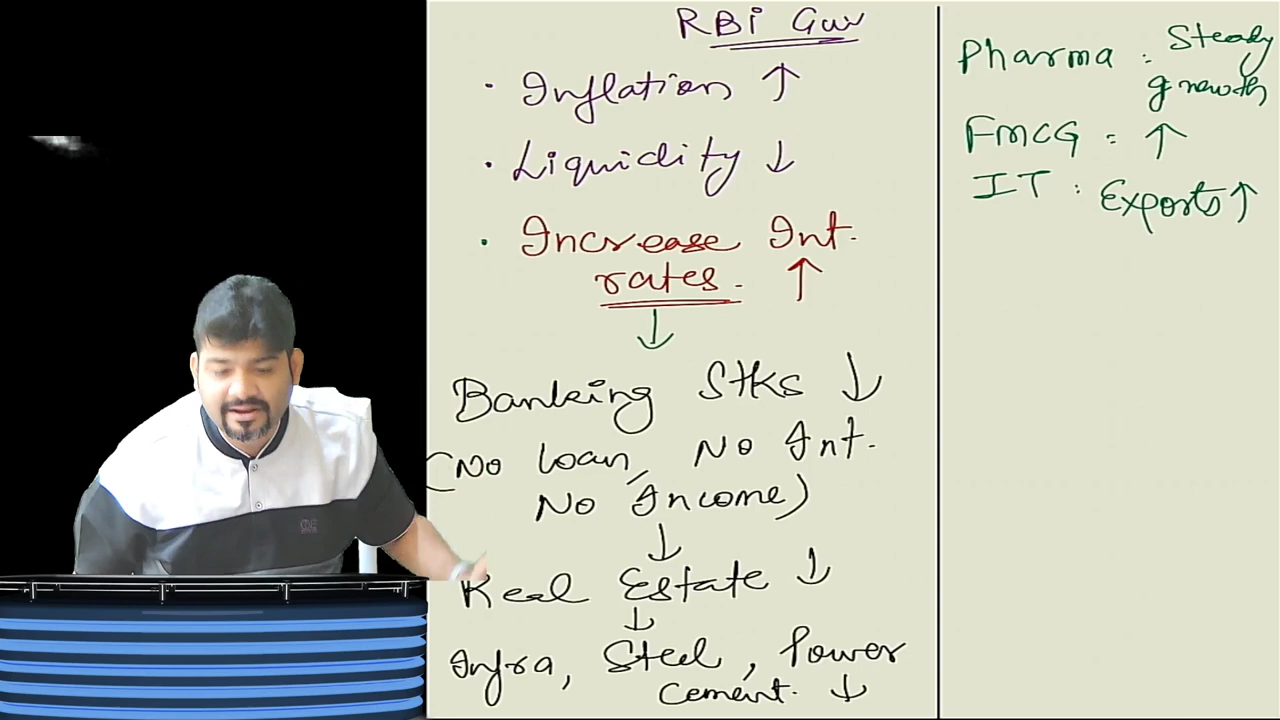 RBI Guv
• Inflation ↑
• Liquidity ↓
• Increase Int.
rates. ↑
↓
Banking Stks ↓
(No loan, No Int.
No Income)
↓
Real Estate ↓
↓
Infra, Steel, Power
cement. ↓
Pharma : Steady
growth
FMCG : ↑
IT : Exports ↑